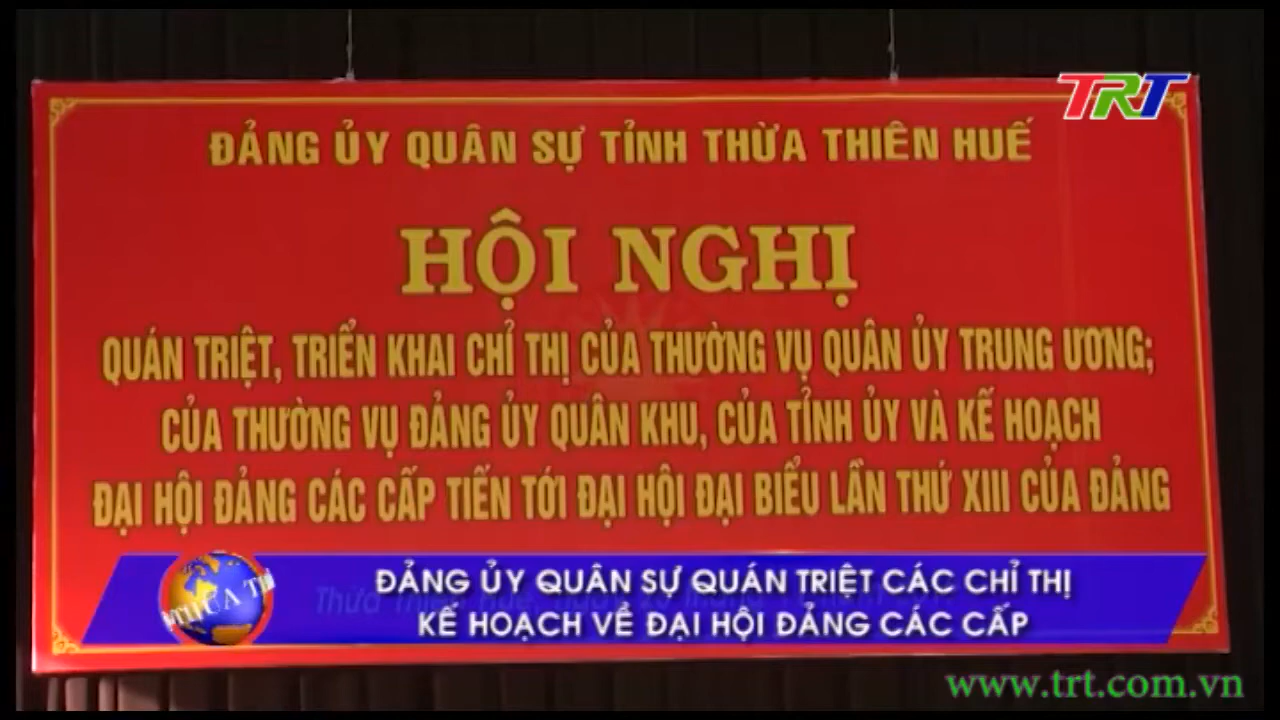 TRT
ĐẢNG ỦY QUÂN SỰ TỈNH THỪA THIÊN HUẾ
HỘI NGHỊ
QUÁN TRIỆT, TRIỂN KHAI CHỈ THỊ CỦA THƯỜNG VỤ QUÂN ỦY TRUNG ƯƠNG;
CỦA THƯỜNG VỤ ĐẢNG ỦY QUÂN KHU, CỦA TỈNH ỦY VÀ KẾ HOẠCH
ĐẠI HỘI ĐẢNG CÁC CẤP TIẾN TỚI ĐẠI HỘI ĐẠI BIỂU LẦN THỨ XIII CỦA ĐẢNG
ĐẢNG ỦY QUÂN SỰ QUÁN TRIỆT CÁC CHỈ THỊ
KẾ HOẠCH VỀ ĐẠI HỘI ĐẢNG CÁC CẤP
www.trt.com.vn